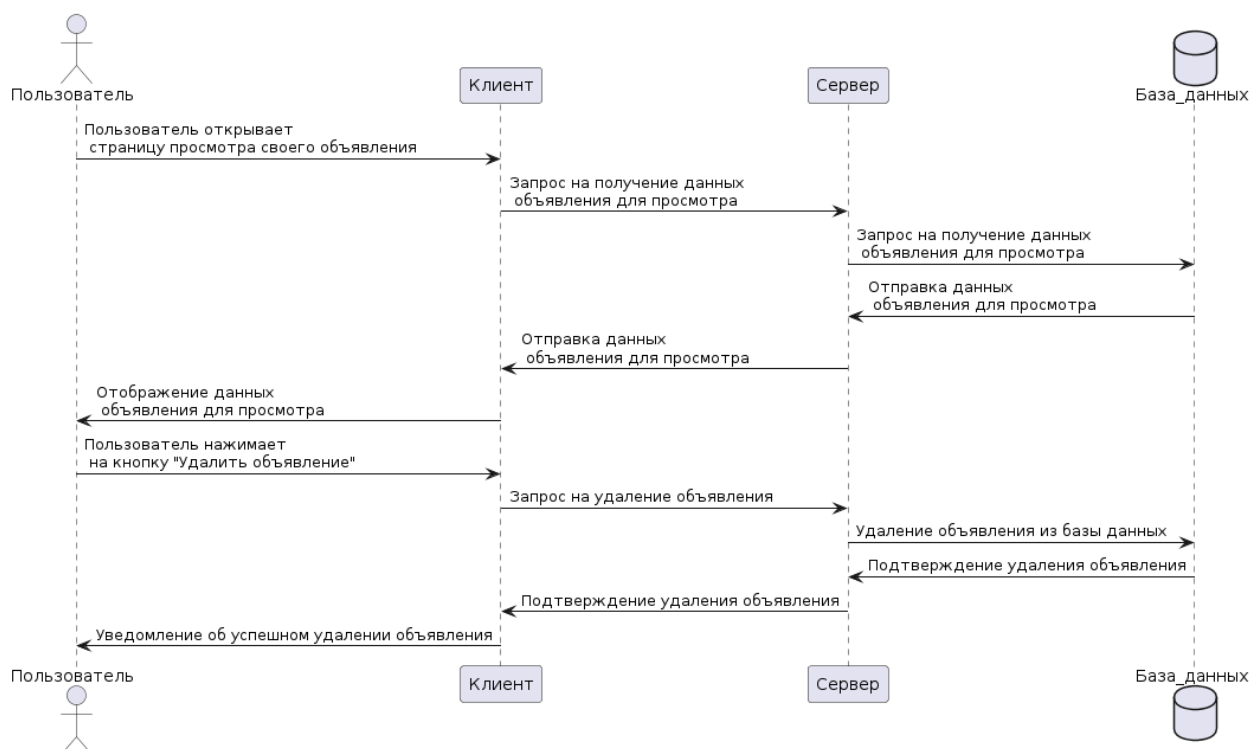 Пользователь
Клиент
Сервер
База_данных
Пользователь открывает
страницу просмотра своего объявления
Запрос на получение данных
объявления для просмотра
Запрос на получение данных
объявления для просмотра
Отправка данных
объявления для просмотра
Отправка данных
объявления для просмотра
Отображение данных
объявления для просмотра
Пользователь нажимает
на кнопку "Удалить объявление"
Запрос на удаление объявления
Удаление объявления из базы данных
Подтверждение удаления объявления
Подтверждение удаления объявления
Уведомление об успешном удалении объявления
Пользователь
Клиент
Сервер
База_данных